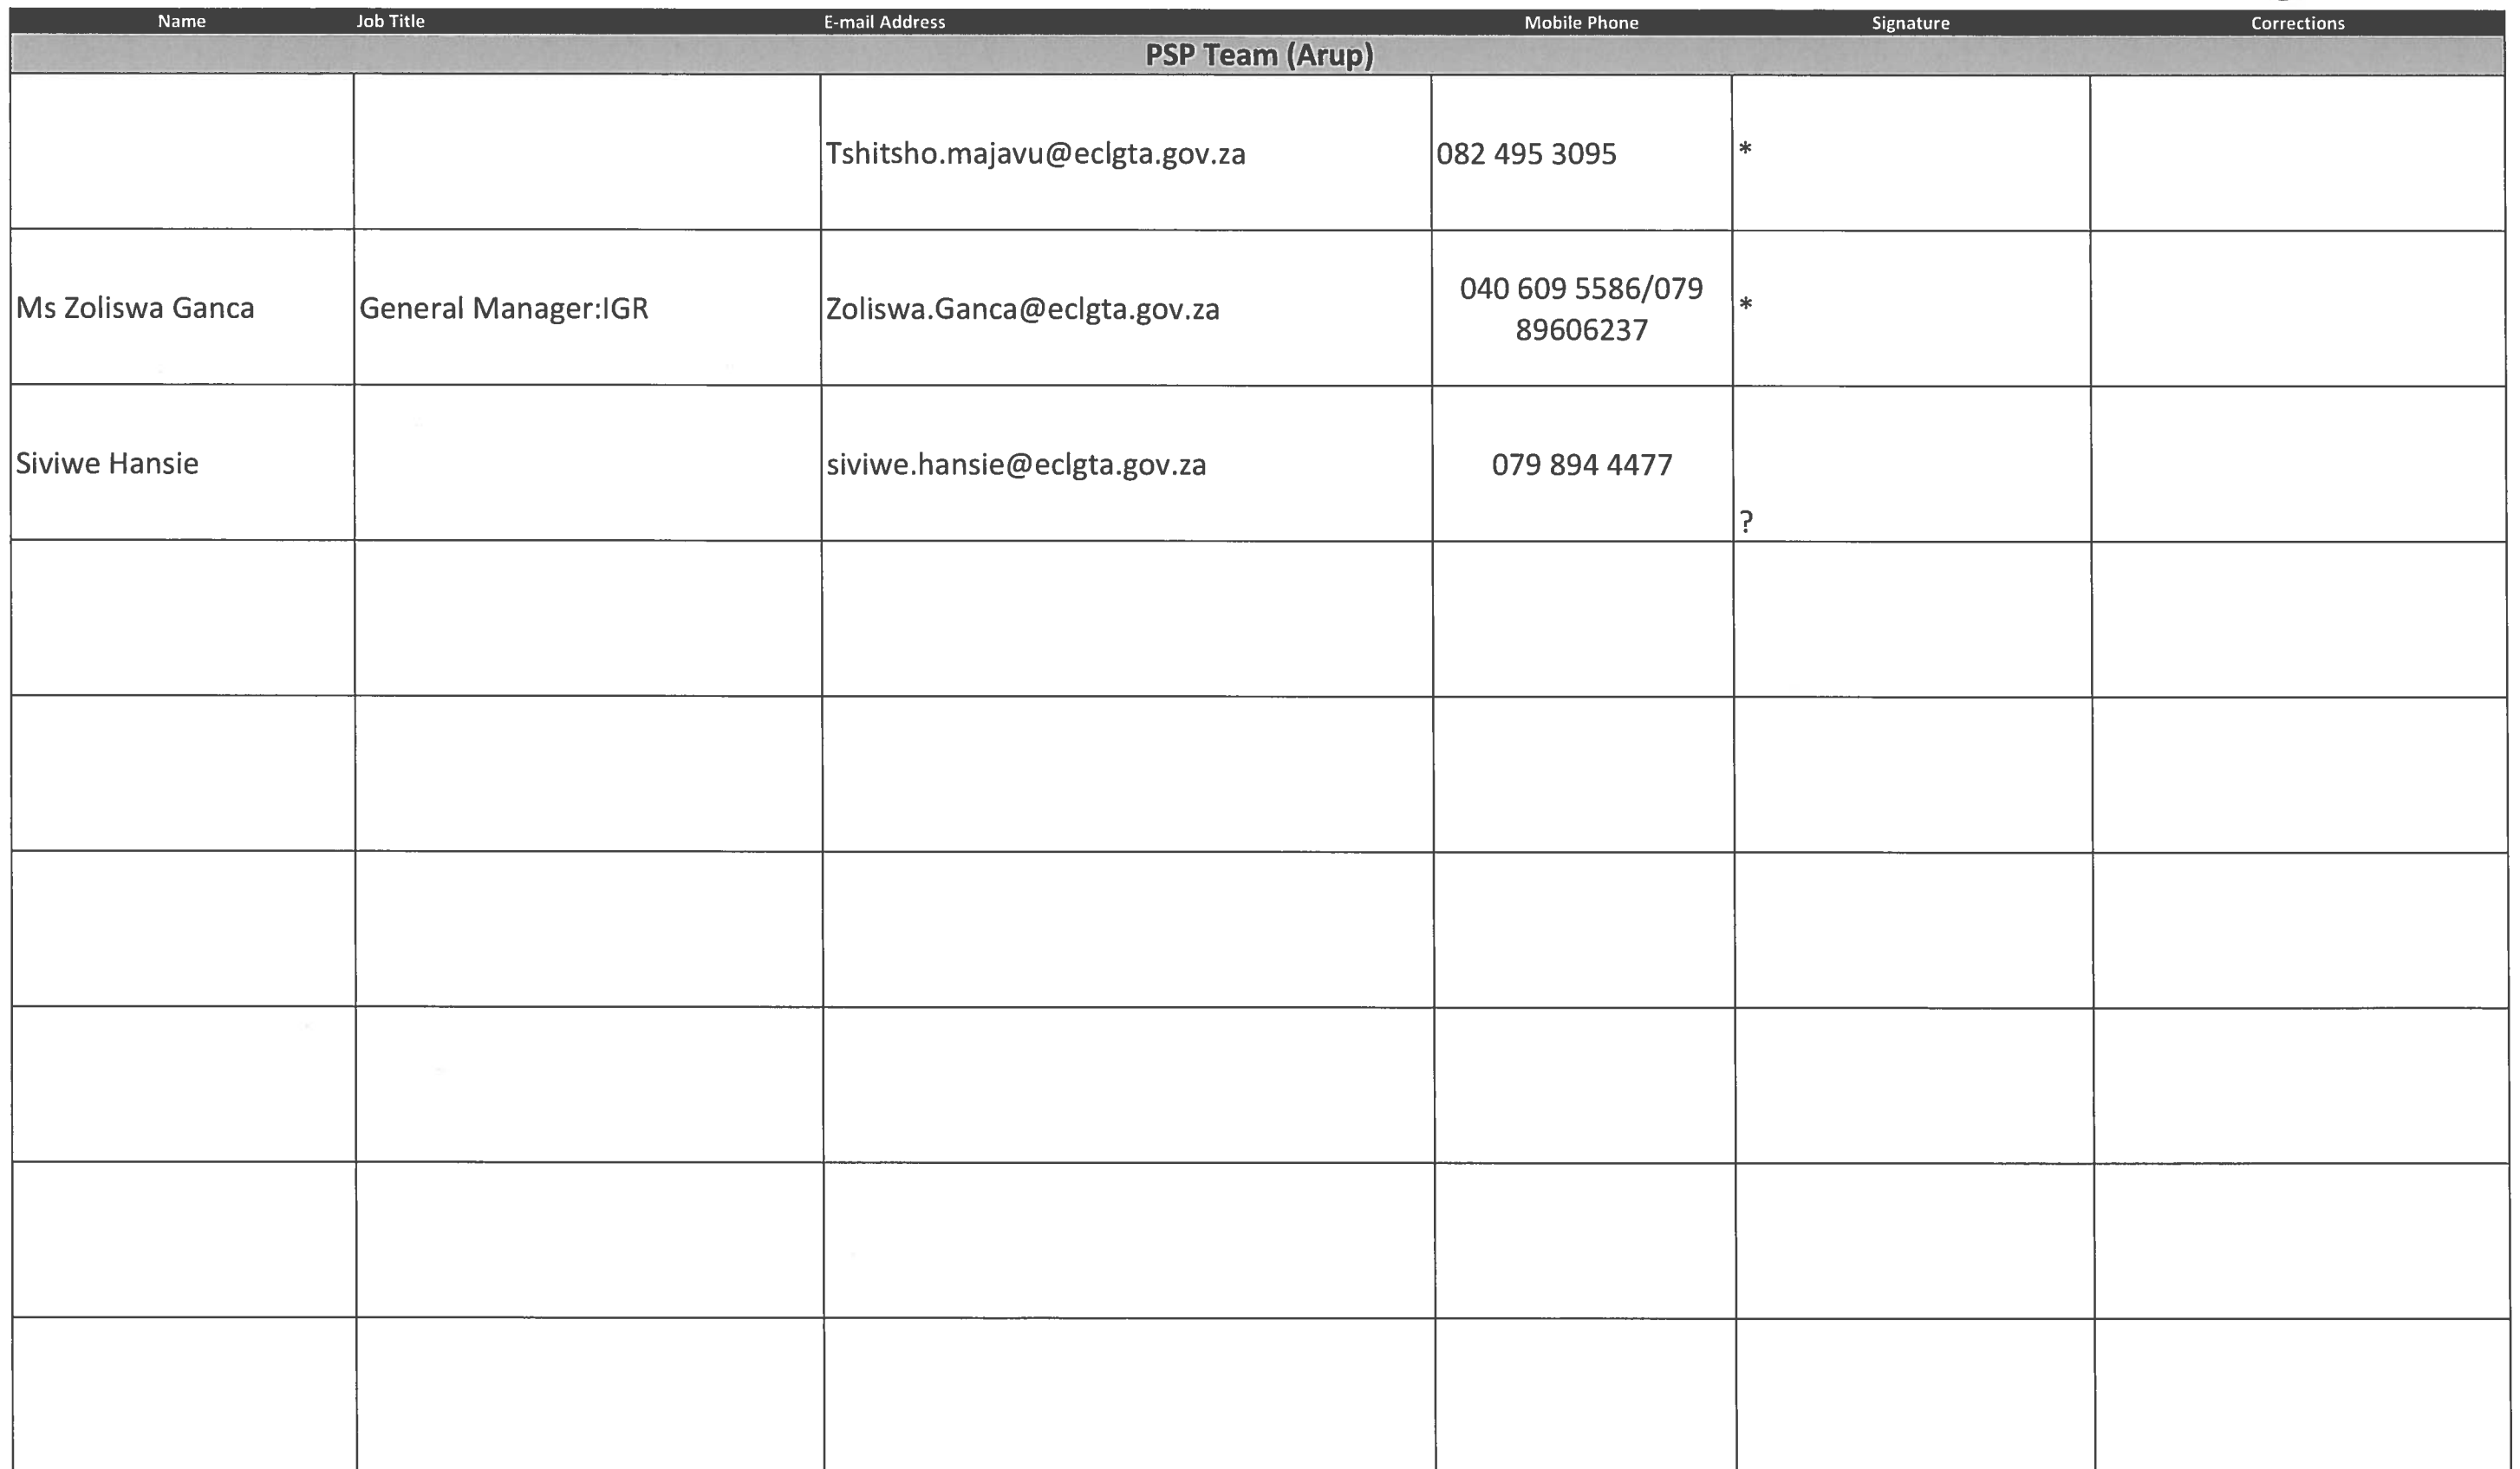 Name Job Title E-mail Address Mobile Phone Signature Corrections
PSP Team (Arup)
Tshitsho.majavu@eclgta.gov.za 082 495 3095 *
Ms Zoliswa Ganca General Manager:IGR Zoliswa.Ganca@eclgta.gov.za 040 609 5586/079
89606237 *
Siviwe Hansie siviwe.hansie@eclgta.gov.za 079 894 4477
?